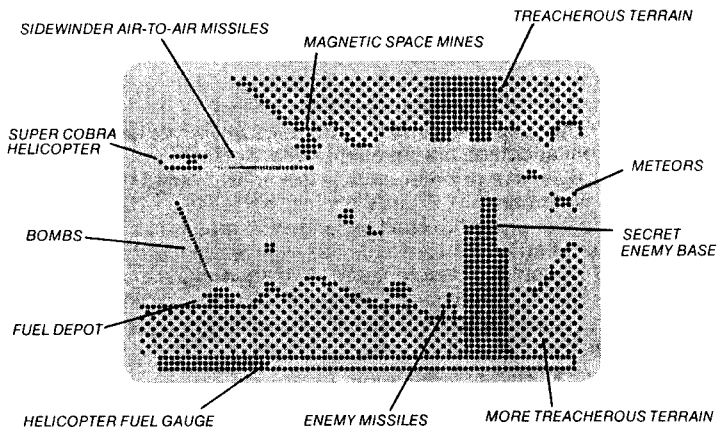 TREACHEROUS TERRAIN
SIDEWINDER AIR-TO-AIR MISSILES
MAGNETIC SPACE MINES
SUPER COBRA
HELICOPTER
METEORS
BOMBS
SECRET
ENEMY BASE
FUEL DEPOT
HELICOPTER FUEL GAUGE
ENEMY MISSILES
MORE TREACHEROUS TERRAIN